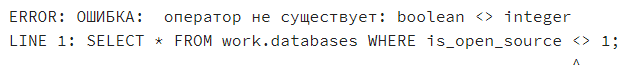 ERROR: ОШИБКА:  оператор не существует: boolean <> integer
LINE 1: SELECT * FROM work.databases WHERE is_open_source <> 1;
^